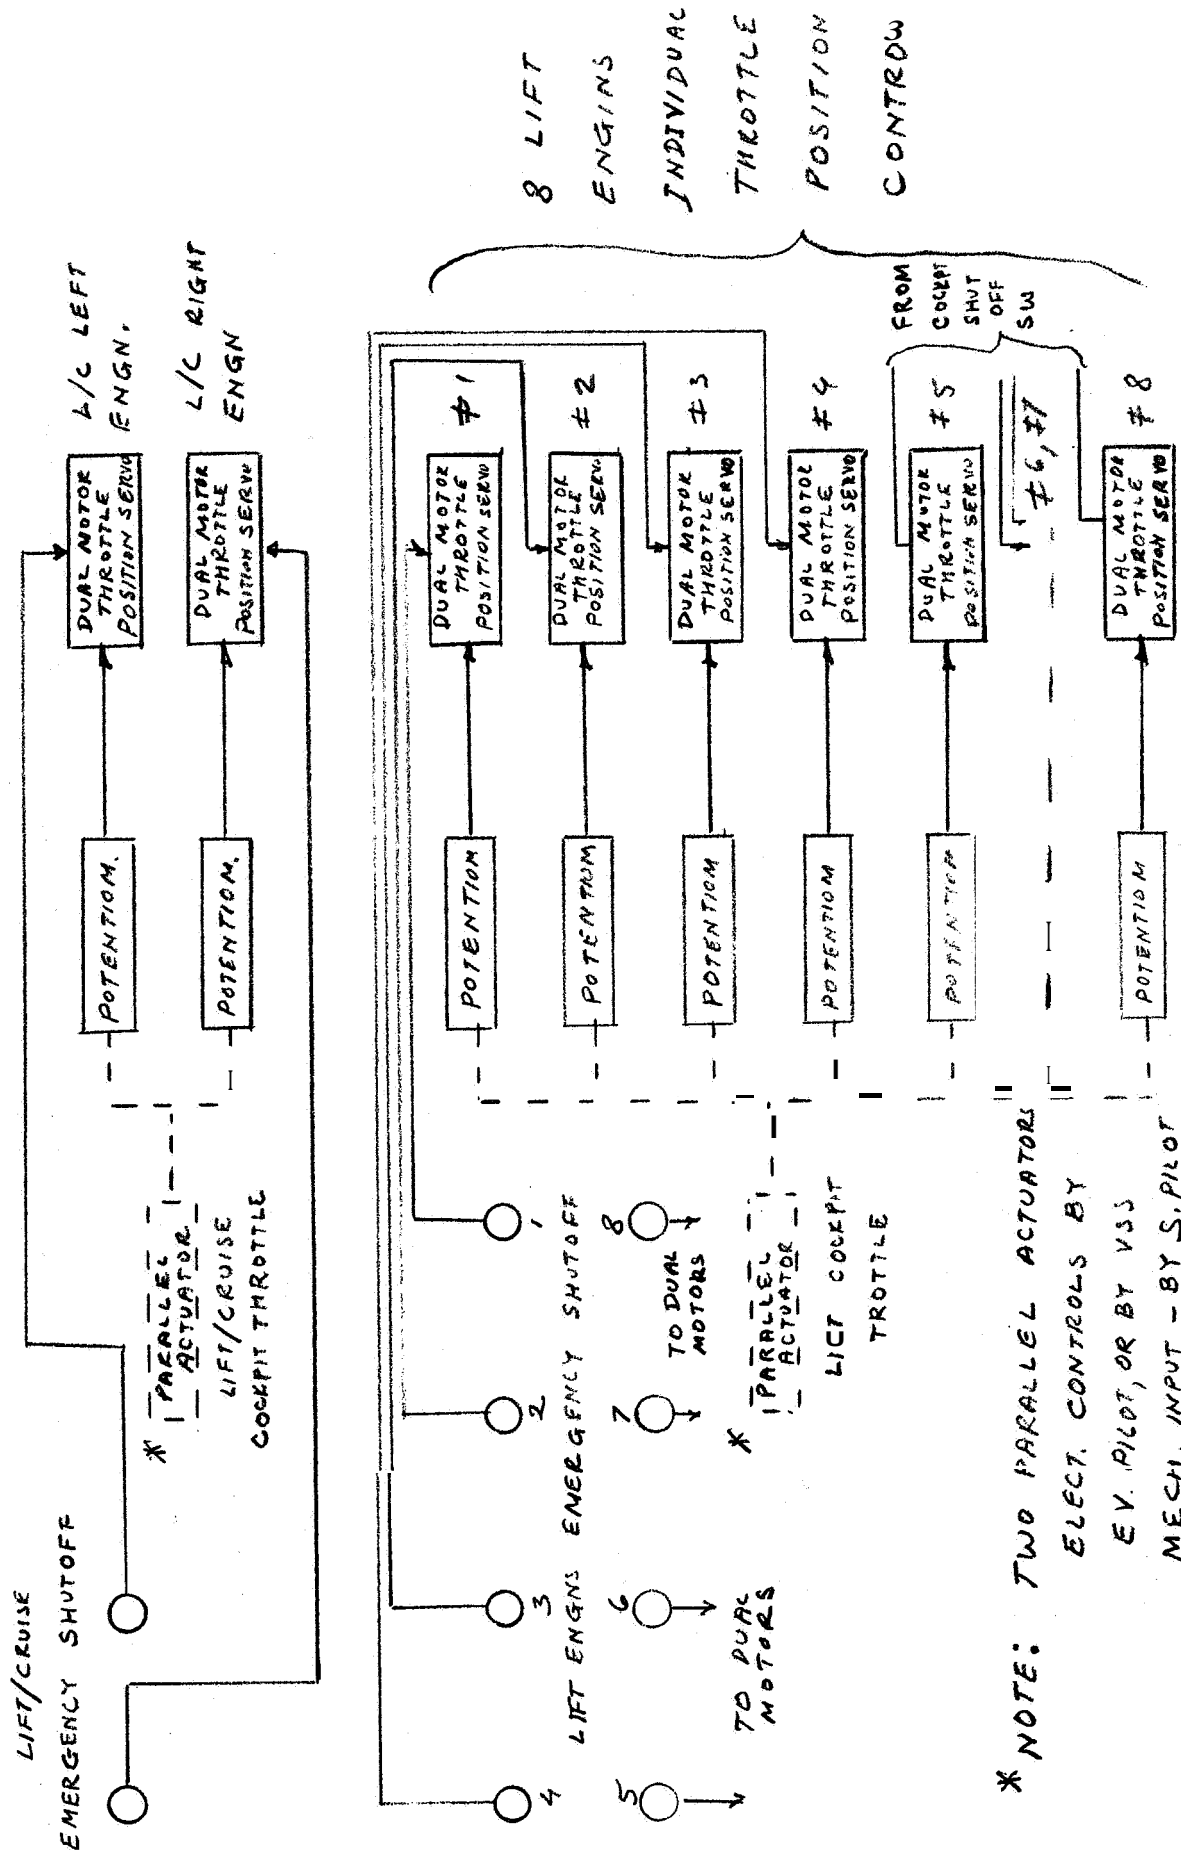 LIFT/CRUISE
EMERGENCY SHUTOFF
* PARALLEL
ACTUATOR
LIFT/CRUISE
COCKPIT THROTTLE
POTENTIOM.
POTENTIOM.
DUAL MOTOR
THROTTLE
POSITION SERVO
DUAL MOTOR
THROTTLE
POSITION SERVO
L/C LEFT
ENGN.
L/C RIGHT
ENGN
4
3
2
1
LIFT ENGNS EMERGENCY SHUTOFF
5
6
7
8
TO DUAL
MOTORS
TO DUAL
MOTORS
* PARALLEL
ACTUATOR
LICT COCKPIT
TROTTLE
POTENTIOM
POTENTIOM
POTENTIOM
POTENTIOM
POTENTIOM
POTENTIOM
DUAL MOTOR
THROTTLE
POSITION SERVO
#1
DUAL MOTOR
THROTTLE
POSITION SERVO
#2
DUAL MOTOR
THROTTLE
POSITION SERVO
#3
DUAL MOTOR
THROTTLE
POSITION SERVO
#4
DUAL MOTOR
THROTTLE
POSITION SERVO
#5
#6, #7
DUAL MOTOR
THROTTLE
POSITION SERVO
#8
FROM
COCKPIT
SHUT
OFF
SW
8 LIFT
ENGINS
INDIVIDUAL
THROTTLE
POSITION
CONTROW
* NOTE: TWO PARALLEL ACTUATORS
ELECT. CONTROLS BY
EV. PILOT, OR BY VSS
MECH. INPUT - BY S. PILOT